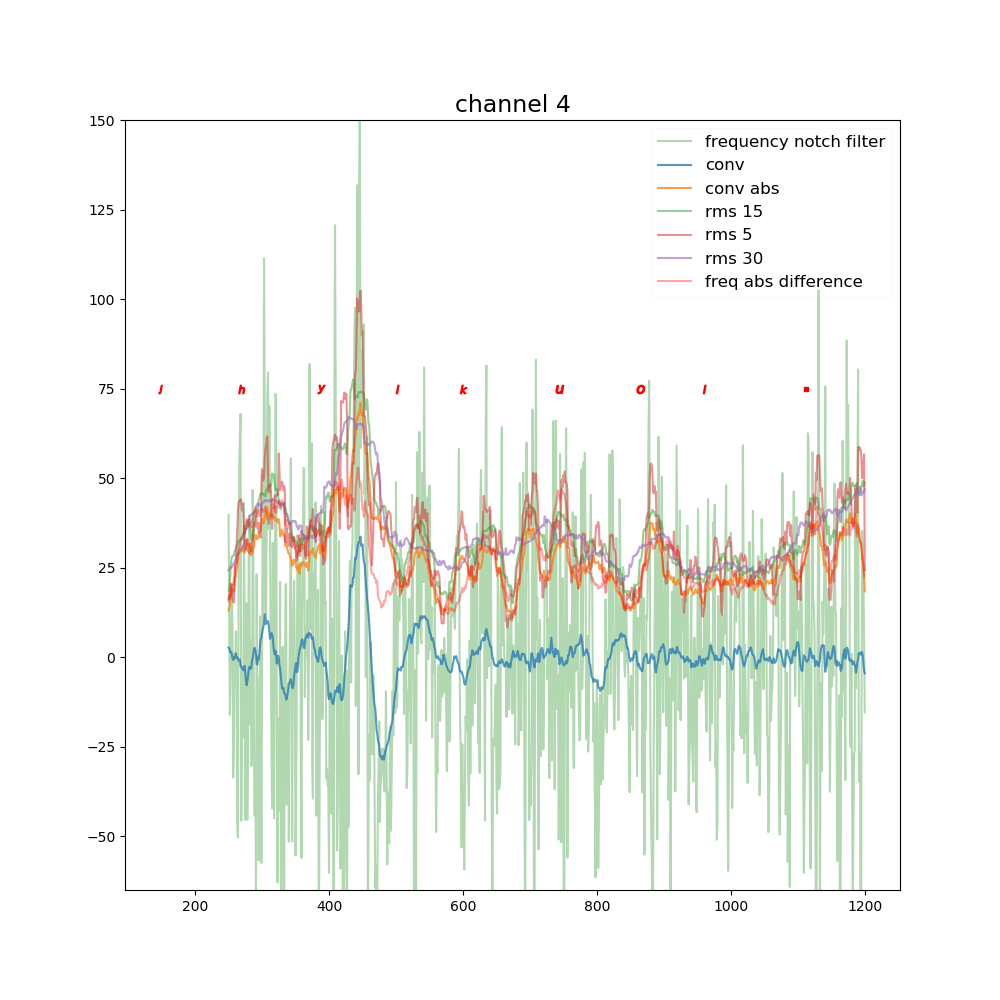 channel 4
150
125
100
75
50
25
0
−25
−50
frequency notch filter
conv
conv abs
rms 15
rms 5
rms 30
freq abs difference
j h y l k u o l .
200 400 600 800 1000 1200